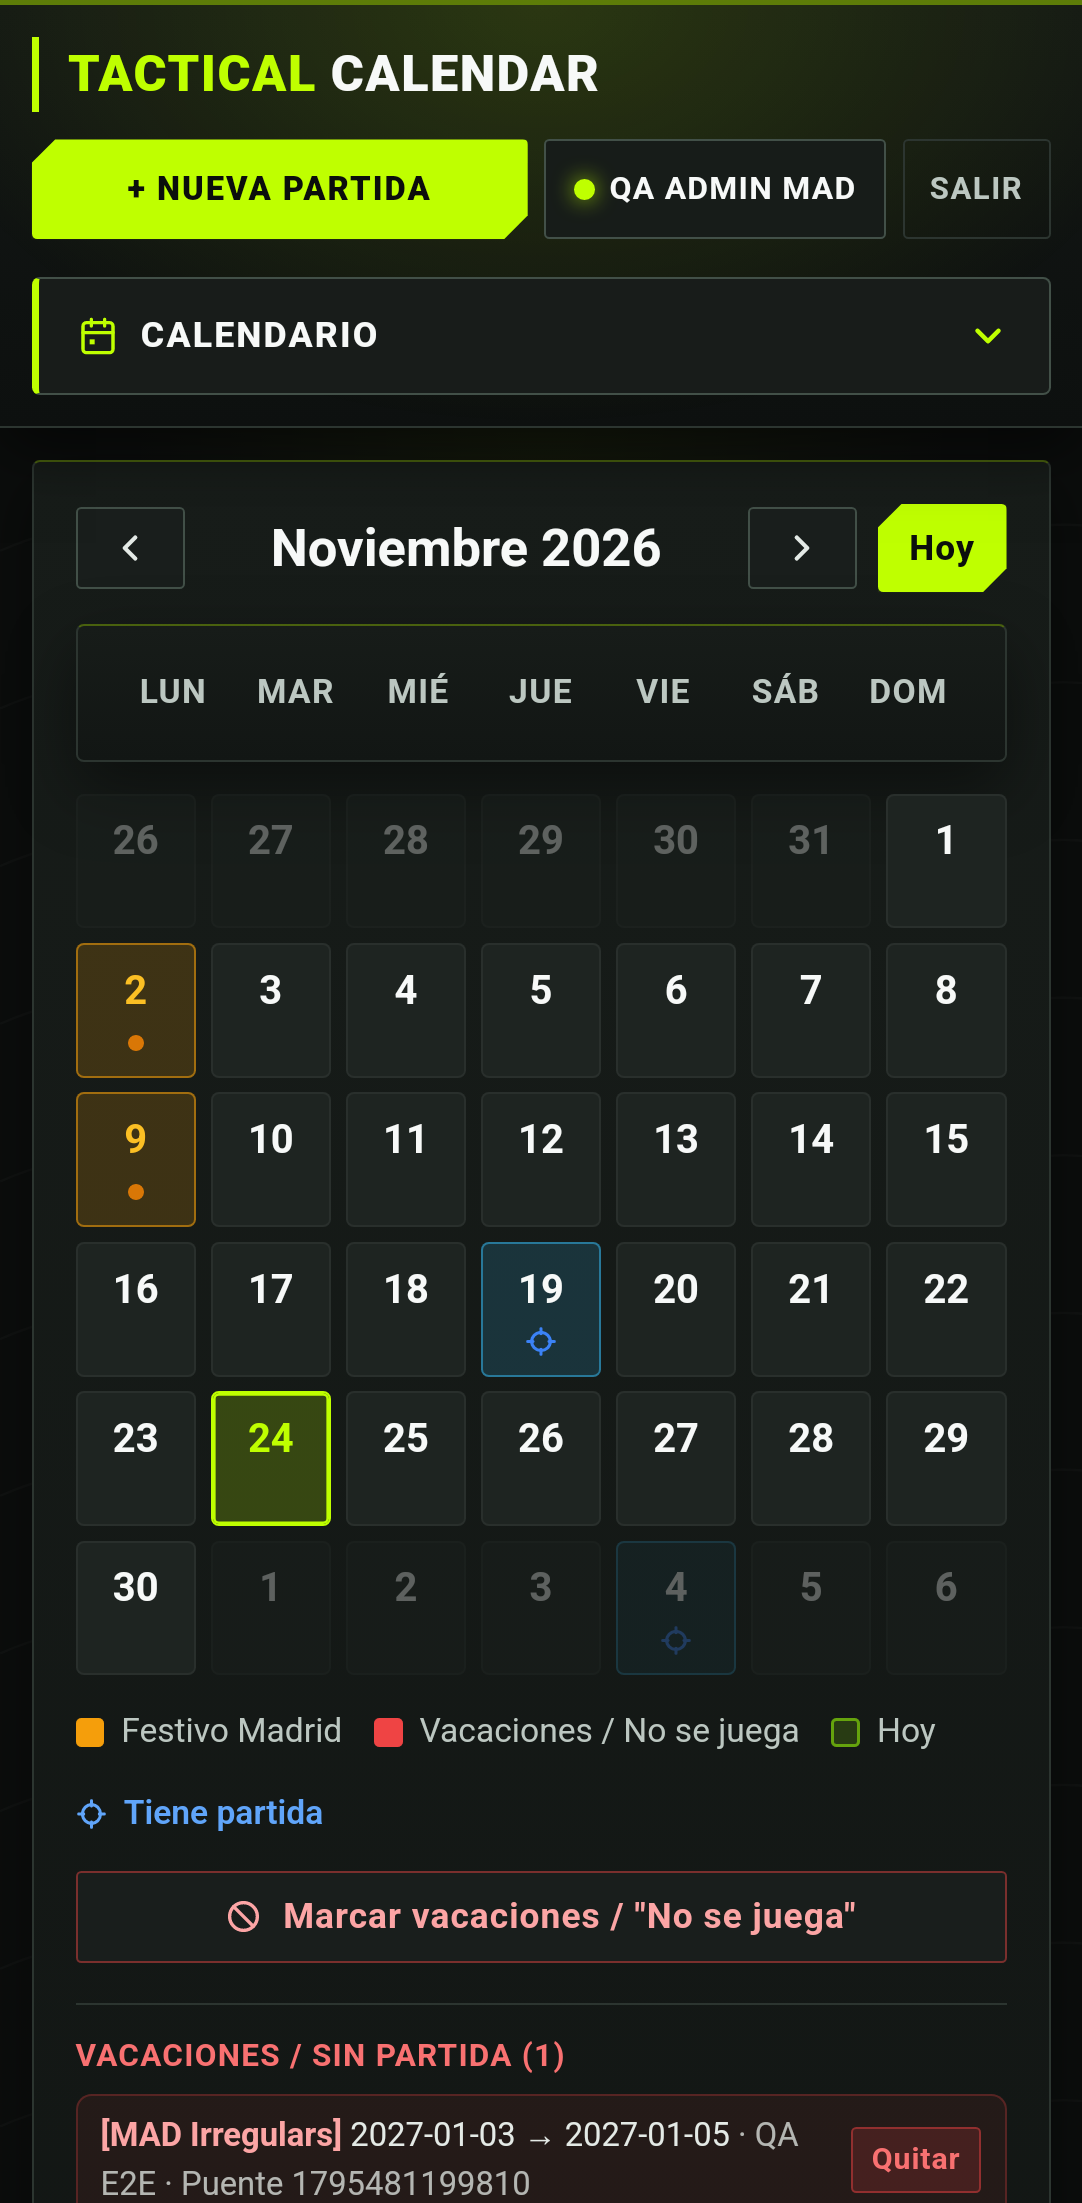 TACTICAL CALENDAR
+ NUEVA PARTIDA QA ADMIN MAD SALIR
CALENDARIO
Noviembre 2026 Hoy
LUN MAR MIÉ JUE VIE SÁB DOM
26 27 28 29 30 31 1
2 3 4 5 6 7 8
9 10 11 12 13 14 15
16 17 18 19 20 21 22
23 24 25 26 27 28 29
30 1 2 3 4 5 6
Festivo Madrid Vacaciones / No se juega Hoy
Tiene partida
Marcar vacaciones / "No se juega"
VACACIONES / SIN PARTIDA (1)
[MAD Irregulars] 2027-01-03 → 2027-01-05 · QA
E2E · Puente 1795481199810
Quitar